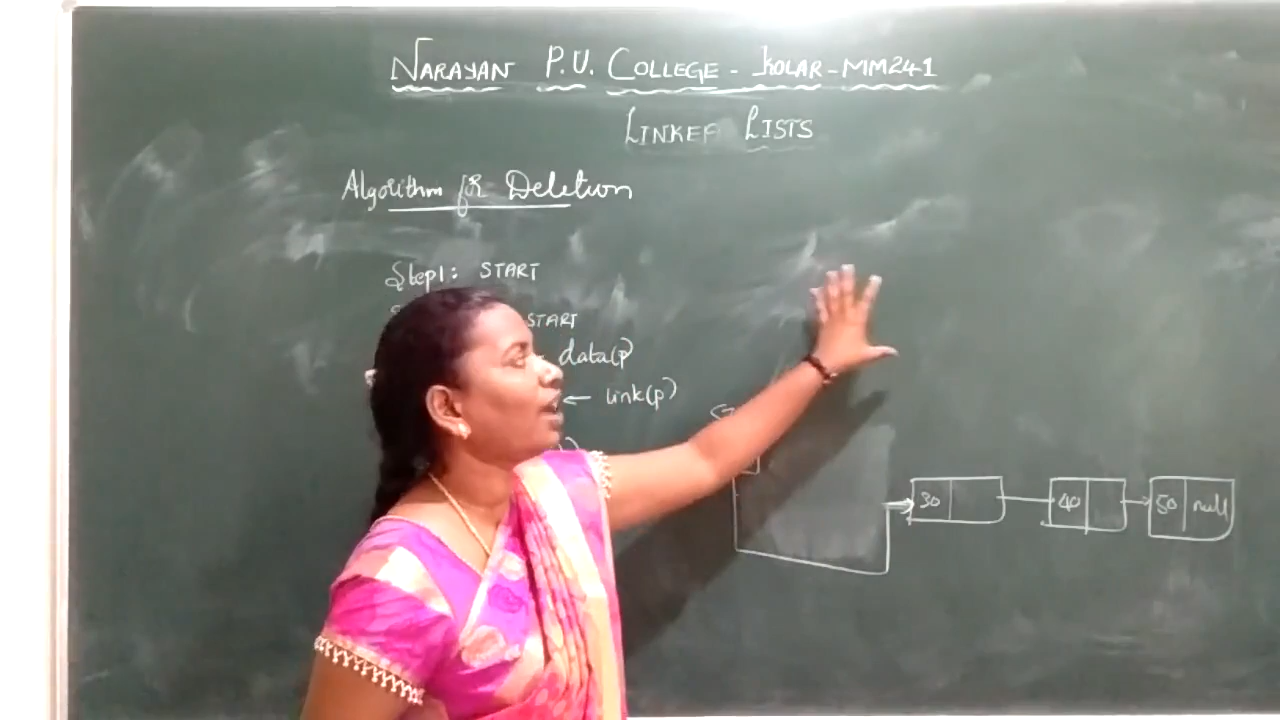 NARAYAN P.U. COLLEGE - KOLAR - MM241
LINKED LISTS
Algorithm for Deletion
Step1: START
START
data(p)
← link(p)
30
40
50 null